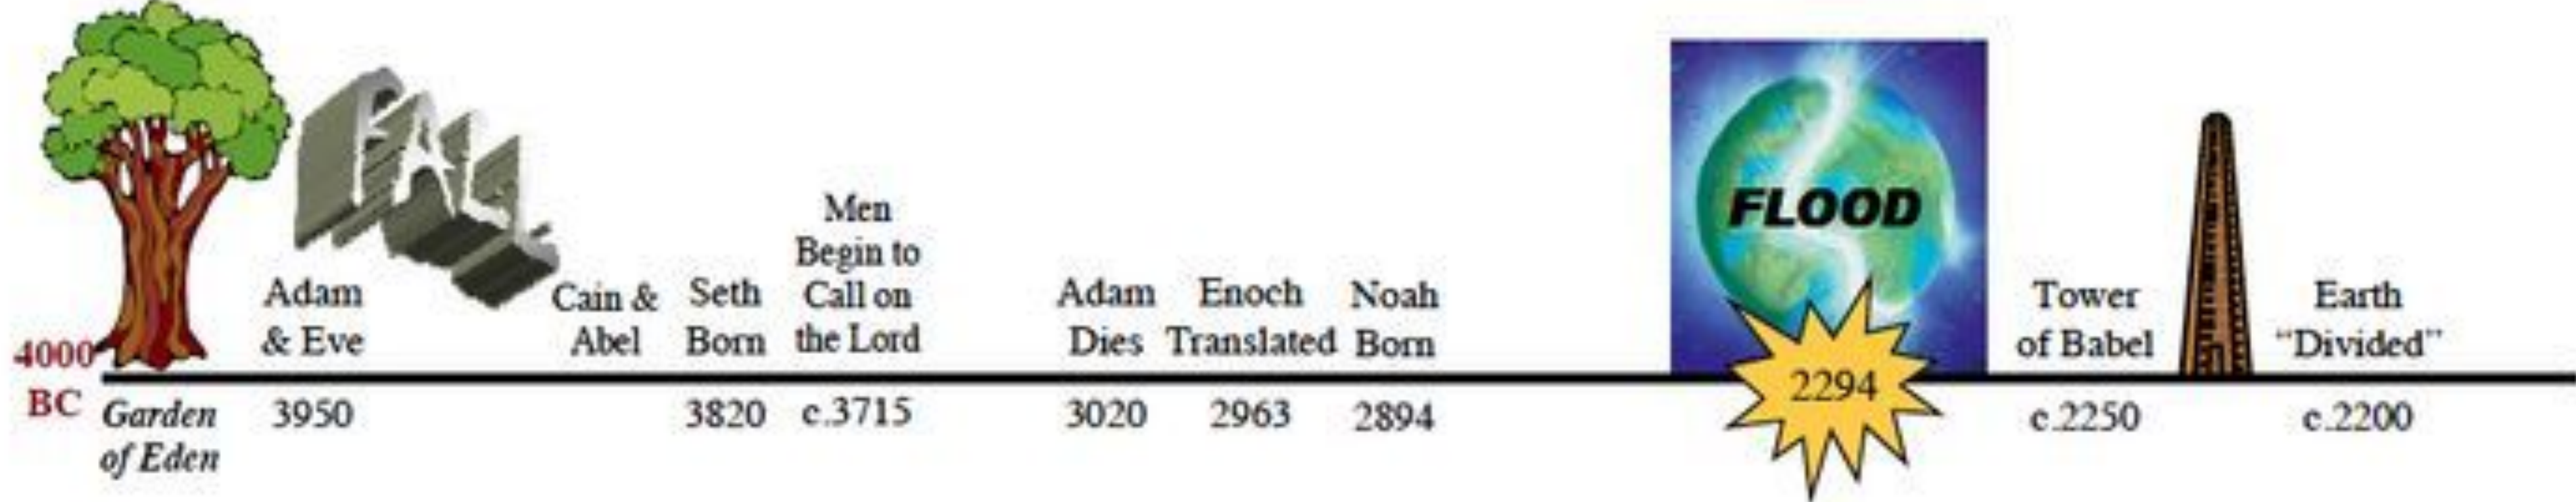 4000
BC
Garden
of Eden
Adam
& Eve
3950
FALL
Cain &
Abel
Seth
Born
3820
Men
Begin to
Call on
the Lord
c.3715
Adam
Dies
3020
Enoch
Translated
2963
Noah
Born
2894
FLOOD
2294
Tower
of Babel
c.2250
Earth
“Divided”
c.2200